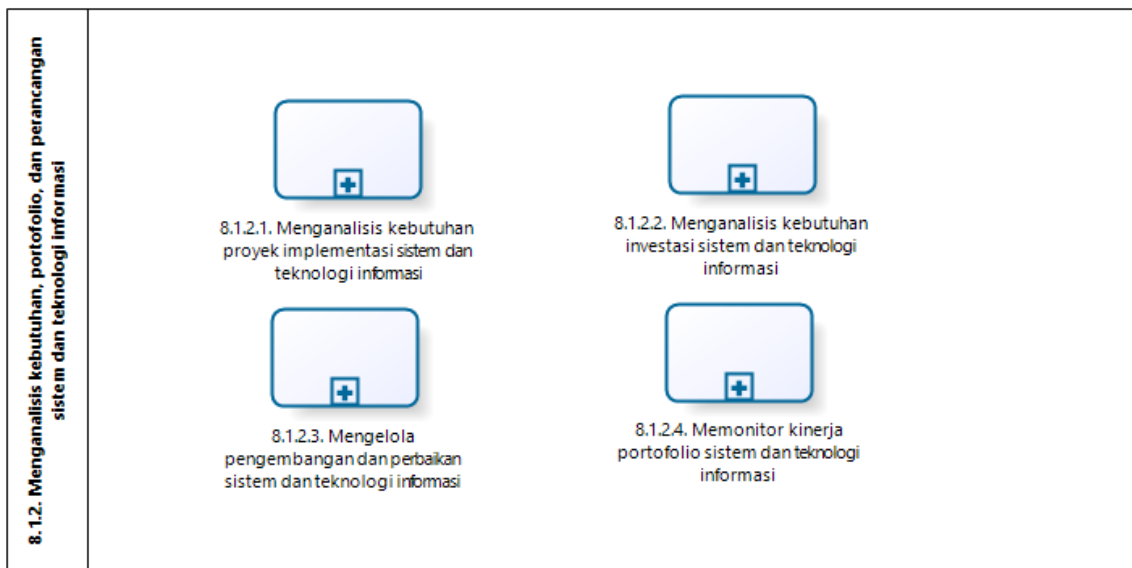 8.1.2. Menganalisis kebutuhan, portofolio, dan perancangan
sistem dan teknologi informasi
8.1.2.1. Menganalisis kebutuhan
proyek implementasi sistem dan
teknologi informasi
8.1.2.2. Menganalisis kebutuhan
investasi sistem dan teknologi
informasi
8.1.2.3. Mengelola
pengembangan dan perbaikan
sistem dan teknologi informasi
8.1.2.4. Memonitor kinerja
portofolio sistem dan teknologi
informasi